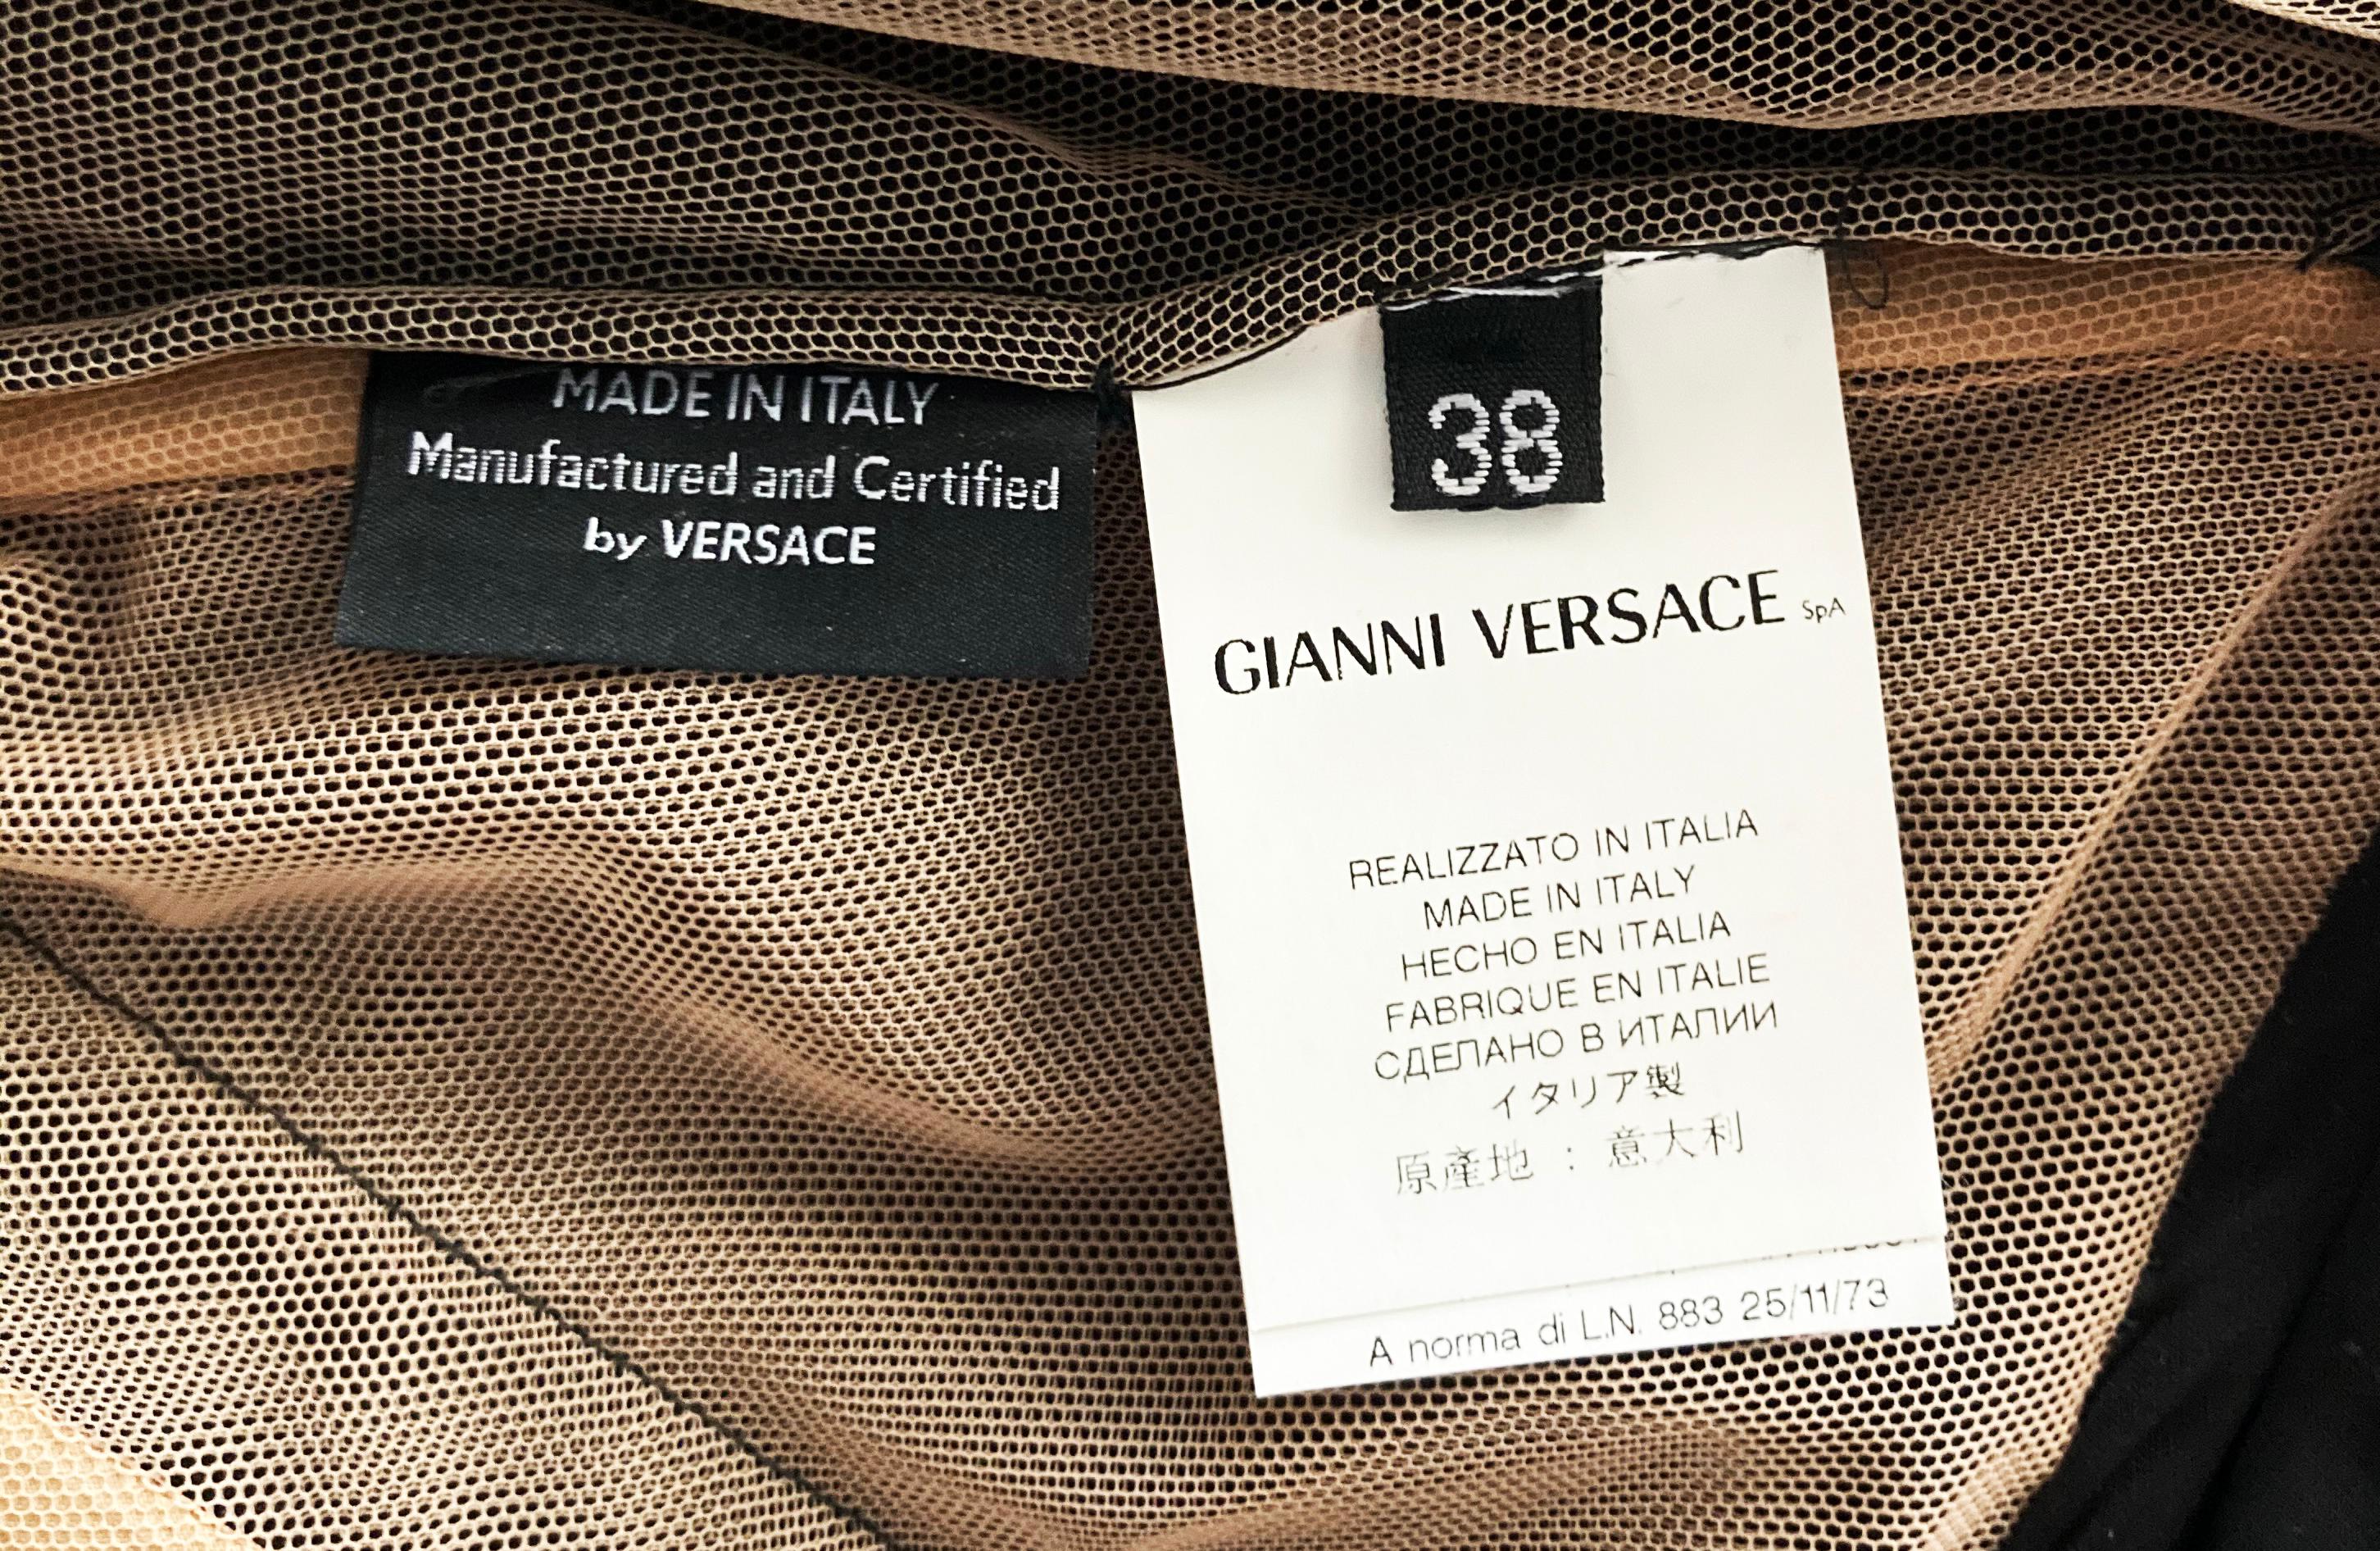 MADE IN ITALY
Manufactured and Certified
by VERSACE
38
GIANNI VERSACE SpA
REALIZZATO IN ITALIA
MADE IN ITALY
HECHO EN ITALIA
FABRIQUE EN ITALIE
СДЕЛАНО В ИТАЛИИ
イタリア製
原產地 : 意大利
A norma di L.N. 883 25/11/73